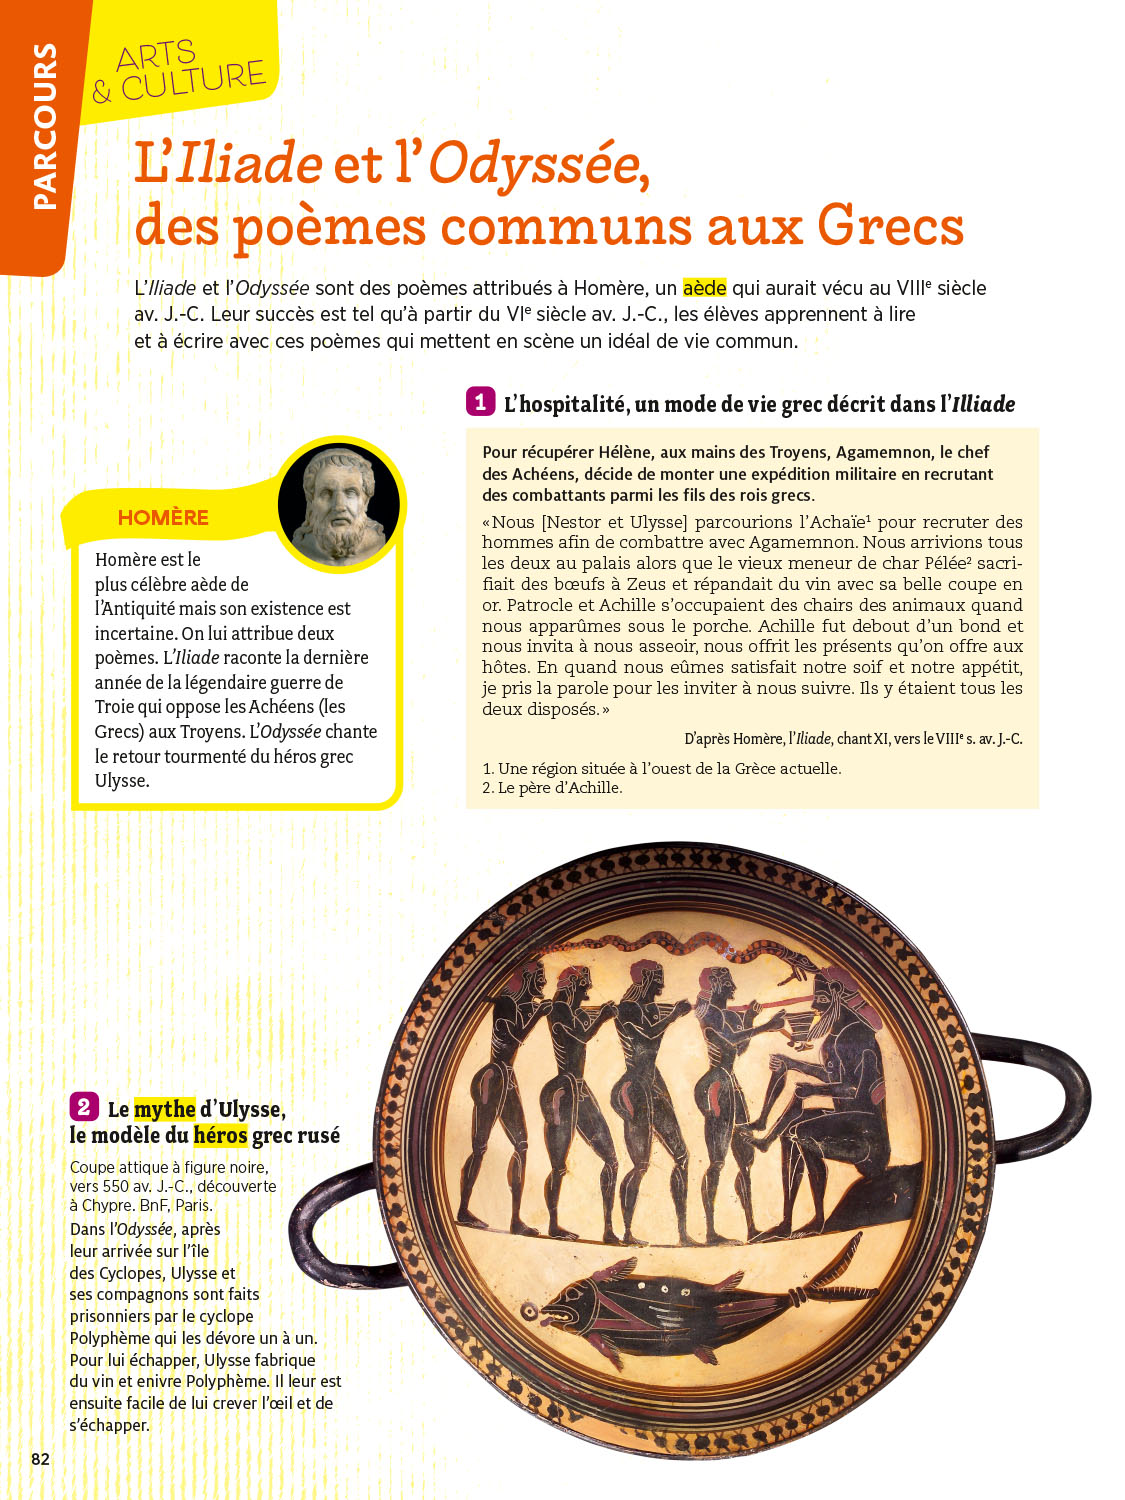 PARCOURS
ARTS
& CULTURE
L’Iliade et l’Odyssée,
des poèmes communs aux Grecs
L’Iliade et l’Odyssée sont des poèmes attribués à Homère, un aède qui aurait vécu au VIIIe siècle
av. J.-C. Leur succès est tel qu’à partir du VIe siècle av. J.-C., les élèves apprennent à lire
et à écrire avec ces poèmes qui mettent en scène un idéal de vie commun.
HOMÈRE
Homère est le
plus célèbre aède de
l’Antiquité mais son existence est
incertaine. On lui attribue deux
poèmes. L’Iliade raconte la dernière
année de la légendaire guerre de
Troie qui oppose les Achéens (les
Grecs) aux Troyens. L’Odyssée chante
le retour tourmenté du héros grec
Ulysse.
1 L’hospitalité, un mode de vie grec décrit dans l’Illiade
Pour récupérer Hélène, aux mains des Troyens, Agamemnon, le chef
des Achéens, décide de monter une expédition militaire en recrutant
des combattants parmi les fils des rois grecs.
« Nous [Nestor et Ulysse] parcourions l’Achaïe¹ pour recruter des
hommes afin de combattre avec Agamemnon. Nous arrivions tous
les deux au palais alors que le vieux meneur de char Pélée² sacri-
fiait des bœufs à Zeus et répandait du vin avec sa belle coupe en
or. Patrocle et Achille s’occupaient des chairs des animaux quand
nous apparûmes sous le porche. Achille fut debout d’un bond et
nous invita à nous asseoir, nous offrit les présents qu’on offre aux
hôtes. En quand nous eûmes satisfait notre soif et notre appétit,
je pris la parole pour les inviter à nous suivre. Ils y étaient tous les
deux disposés. »
D’après Homère, l’Iliade, chant XI, vers le VIIIe s. av. J.-C.
1. Une région située à l’ouest de la Grèce actuelle.
2. Le père d’Achille.
2 Le mythe d’Ulysse,
le modèle du héros grec rusé
Coupe attique à figure noire,
vers 550 av. J.-C., découverte
à Chypre. BnF, Paris.
Dans l’Odyssée, après
leur arrivée sur l’île
des Cyclopes, Ulysse et
ses compagnons sont faits
prisonniers par le cyclope
Polyphème qui les dévore un à un.
Pour lui échapper, Ulysse fabrique
du vin et enivre Polyphème. Il leur est
ensuite facile de lui crever l’œil et de
s’échapper.
82